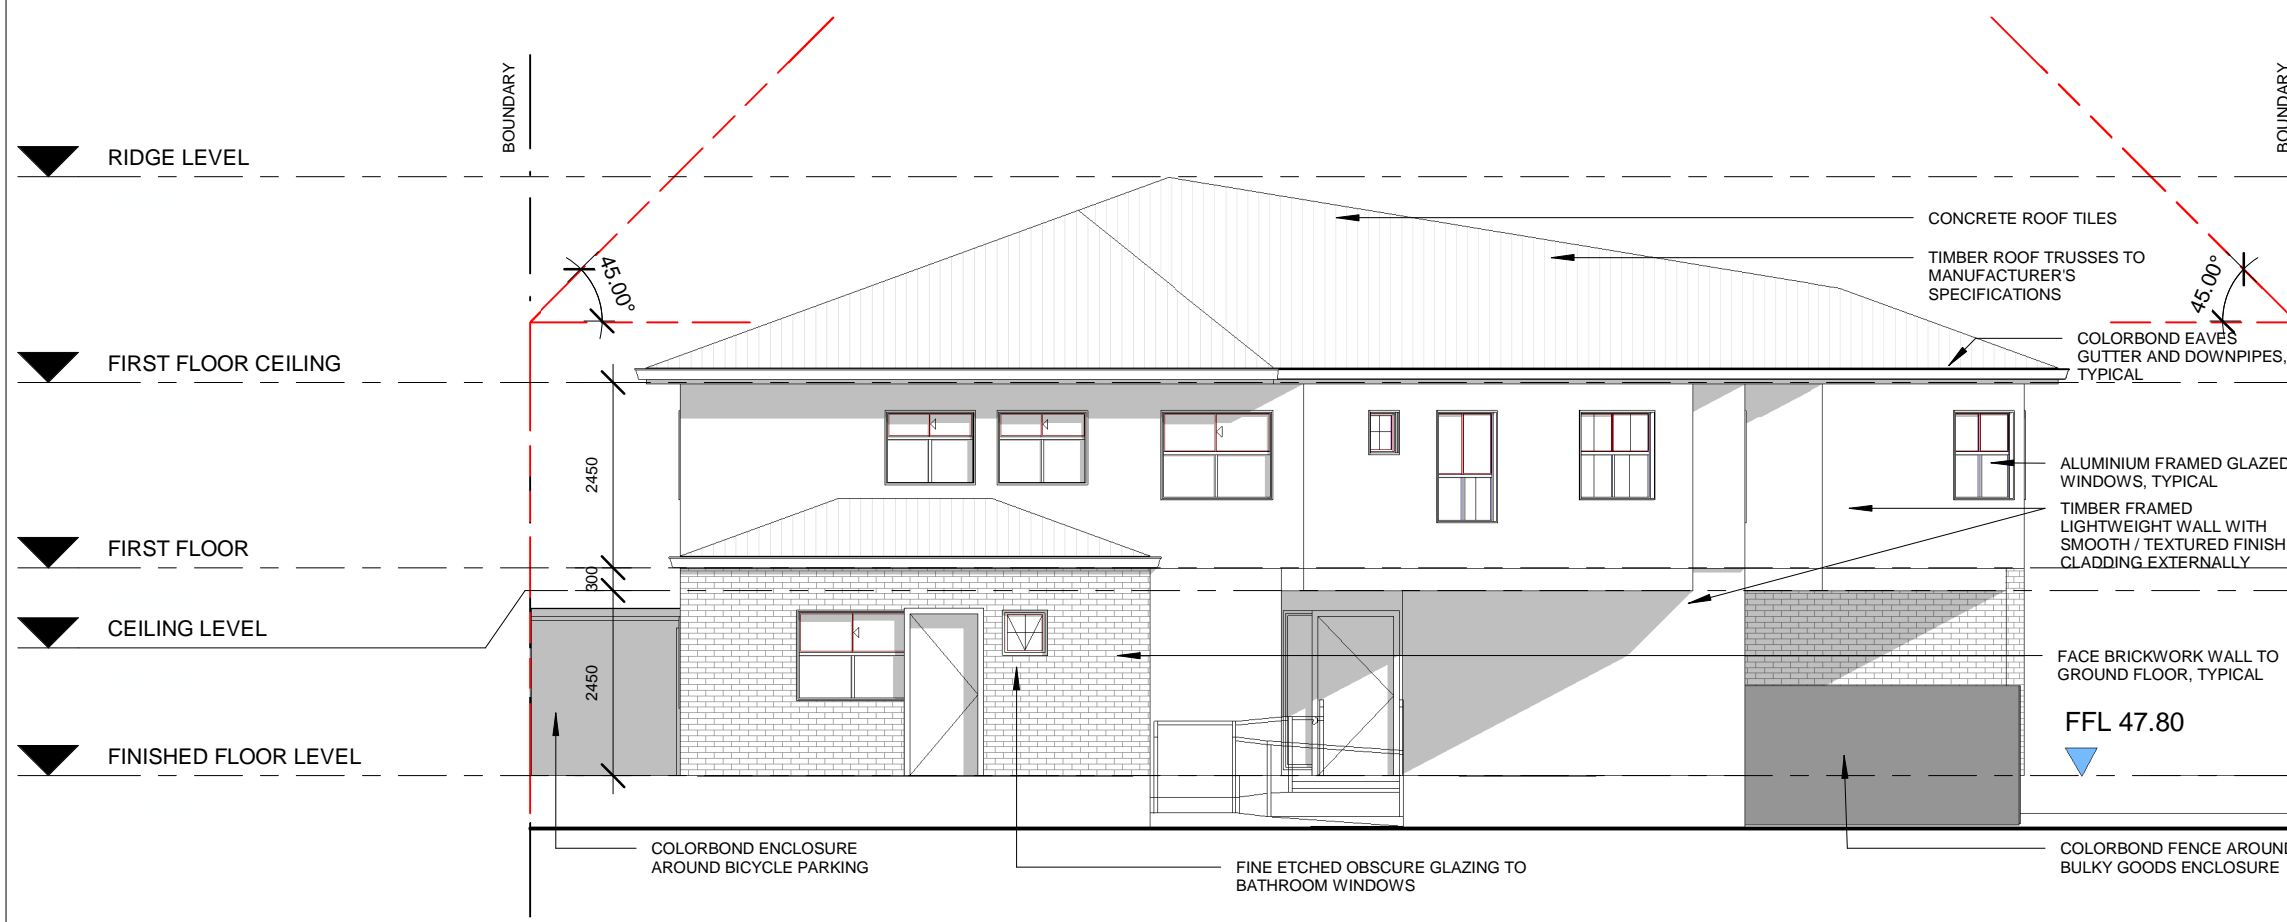 BOUNDARY
BOUNDARY
RIDGE LEVEL
CONCRETE ROOF TILES
TIMBER ROOF TRUSSES TO
MANUFACTURER'S
SPECIFICATIONS
45.00°
45.00°
FIRST FLOOR CEILING
COLORBOND EAVES
GUTTER AND DOWNPIPES,
TYPICAL
2450
ALUMINIUM FRAMED GLAZED
WINDOWS, TYPICAL
TIMBER FRAMED
LIGHTWEIGHT WALL WITH
SMOOTH / TEXTURED FINISH
CLADDING EXTERNALLY
FIRST FLOOR
300
CEILING LEVEL
2450
FACE BRICKWORK WALL TO
GROUND FLOOR, TYPICAL
FFL 47.80
FINISHED FLOOR LEVEL
COLORBOND ENCLOSURE
AROUND BICYCLE PARKING
FINE ETCHED OBSCURE GLAZING TO
BATHROOM WINDOWS
COLORBOND FENCE AROUND
BULKY GOODS ENCLOSURE